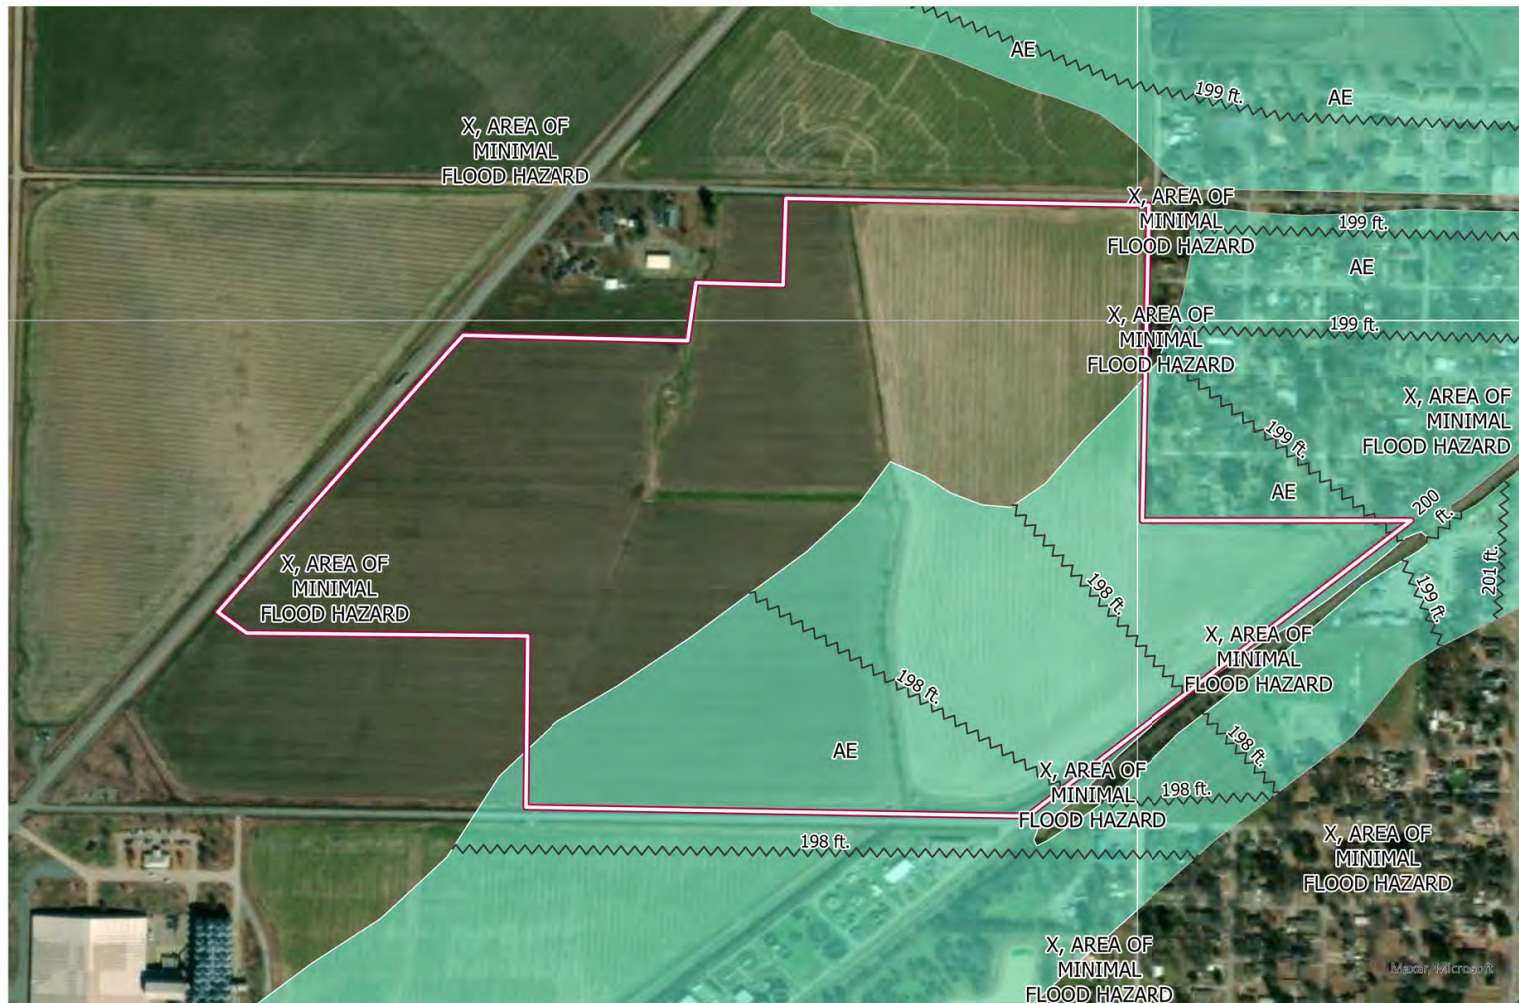 AE
199 ft.
AE
X, AREA OF
MINIMAL
FLOOD HAZARD
X, AREA OF
MINIMAL
FLOOD HAZARD
199 ft.
AE
X, AREA OF
MINIMAL
FLOOD HAZARD
199 ft.
X, AREA OF
MINIMAL
FLOOD HAZARD
199 ft.
AE
200
ft.
201 ft.
X, AREA OF
MINIMAL
FLOOD HAZARD
198 ft.
199 ft.
X, AREA OF
MINIMAL
FLOOD HAZARD
198 ft.
AE
198 ft.
X, AREA OF
MINIMAL
FLOOD HAZARD
198 ft.
198 ft.
X, AREA OF
MINIMAL
FLOOD HAZARD
X, AREA OF
MINIMAL
FLOOD HAZARD
Maxar, Microsoft